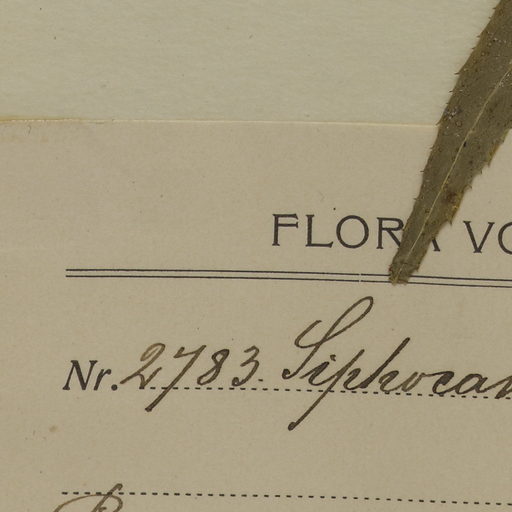 FLORA VO
Nr. 2783. Siphocam